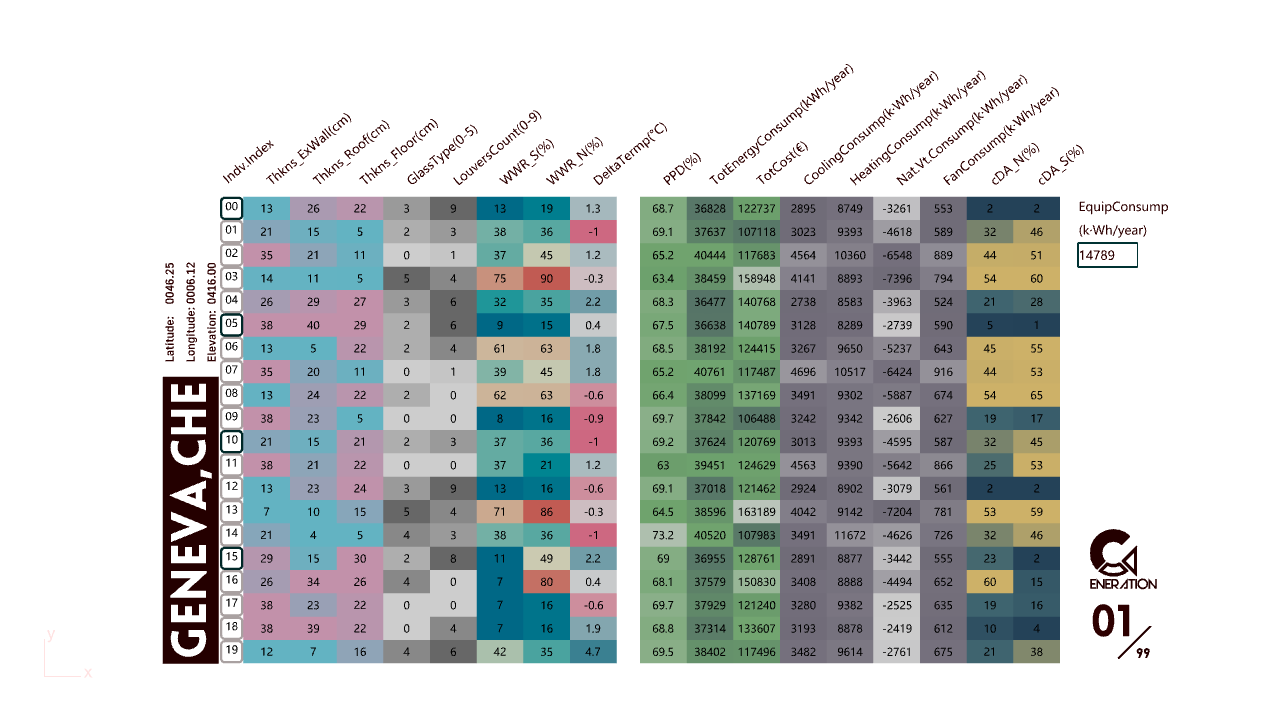 Indv.Index Thkns_ExWall(cm) Thkns_Roof(cm) Thkns_Floor(cm) GlassType(0-5) LouversCount(0-9) WWR_S(%) WWR_N(%) DeltaTermp(°C) PPD(%) TotEnergyConsump(kWh/year) TotCost(€) CoolingConsump(k·Wh/year) HeatingConsump(k·Wh/year) Nat.Vt.Consump(k·Wh/year) FanConsump(k·Wh/year) cDA_N(%) cDA_S(%)
00 13 26 22 3 9 13 19 1.3 68.7 36828 122737 2895 8749 -3261 553 2 2
01 21 15 5 2 3 38 36 -1 69.1 37637 107118 3023 9393 -4618 589 32 46
02 35 21 11 0 1 37 45 1.2 65.2 40444 117683 4564 10360 -6548 889 44 51
03 14 11 5 5 4 75 90 -0.3 63.4 38459 158948 4141 8893 -7396 794 54 60
04 26 29 27 3 6 32 35 2.2 68.3 36477 140768 2738 8583 -3963 524 21 28
05 38 40 29 2 6 9 15 0.4 67.5 36638 140789 3128 8289 -2739 590 5 1
06 13 5 22 2 4 61 63 1.8 68.5 38192 124415 3267 9650 -5237 643 45 55
07 35 20 11 0 1 39 45 1.8 65.2 40761 117487 4696 10517 -6424 916 44 53
08 13 24 22 2 0 62 63 -0.6 66.4 38099 137169 3491 9302 -5887 674 54 65
09 38 23 5 0 0 8 16 -0.9 69.7 37842 106488 3242 9342 -2606 627 19 17
10 21 15 21 2 3 37 36 -1 69.2 37624 120769 3013 9393 -4595 587 32 45
11 38 21 22 0 0 37 21 1.2 63 39451 124629 4563 9390 -5642 866 25 53
12 13 23 24 3 9 13 16 -0.6 69.1 37018 121462 2924 8902 -3079 561 2 2
13 7 10 15 5 4 71 86 -0.3 64.5 38596 163189 4042 9142 -7204 781 53 59
14 21 4 5 4 3 38 36 -1 73.2 40520 107983 3491 11672 -4626 726 32 46
15 29 15 30 2 8 11 49 2.2 69 36955 128761 2891 8877 -3442 555 23 2
16 26 34 26 4 0 7 80 0.4 68.1 37579 150830 3408 8868 -4494 652 60 15
17 38 23 22 0 0 7 16 -0.6 69.7 37929 121240 3280 9382 -2525 635 19 16
18 38 39 22 0 4 7 16 1.9 68.8 37314 133607 3193 8878 -2419 612 10 4
19 12 7 16 4 6 42 35 4.7 69.5 38402 117496 3482 9614 -2761 675 21 38
EquipConsump
(k·Wh/year)
14789
Latitude: 0046.25
Longitude: 0006.12
Elevation: 0416.00
GENEVA,CHE
ENERATION
01/99
y
x